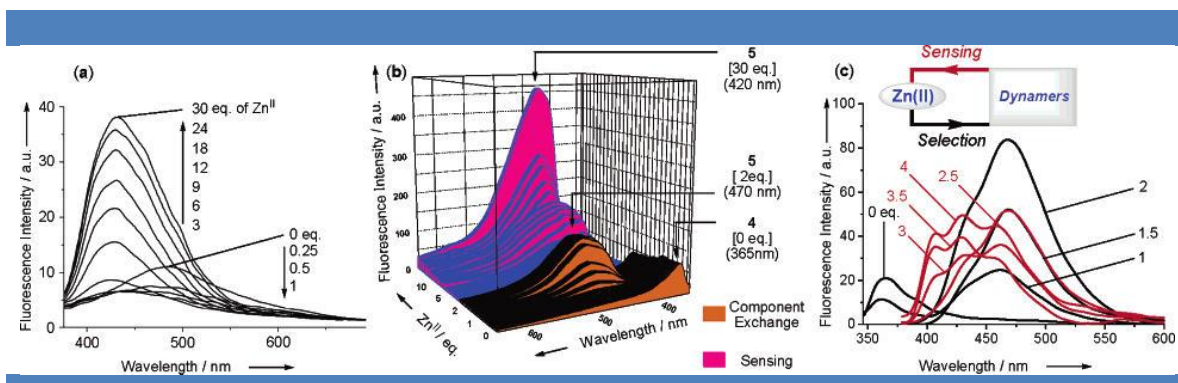 (a)
Fluorescence Intensity / a.u.
40
30
20
10
0
30 eq. of Zn^II
24
18
12
9
6
3
0 eq.
0.25
0.5
1
400
500
600
Wavelength / nm
(b)
Fluorescence Intensity / a.u.
400
300
200
100
0
10
5
2
1
0
Zn^II / eq.
600
500
400
Wavelength / nm
5
[30 eq.]
(420 nm)
5
[ 2eq.]
(470 nm)
4
[0 eq.]
(365nm)
Component
Exchange
Sensing
(c)
Sensing
Zn(II)
Dynamers
Selection
Fluorescence Intensity / a.u.
100
80
60
40
20
0
4
3.5
0 eq.
3
2.5
2
1.5
1
350
400
450
500
550
600
Wavelength / nm